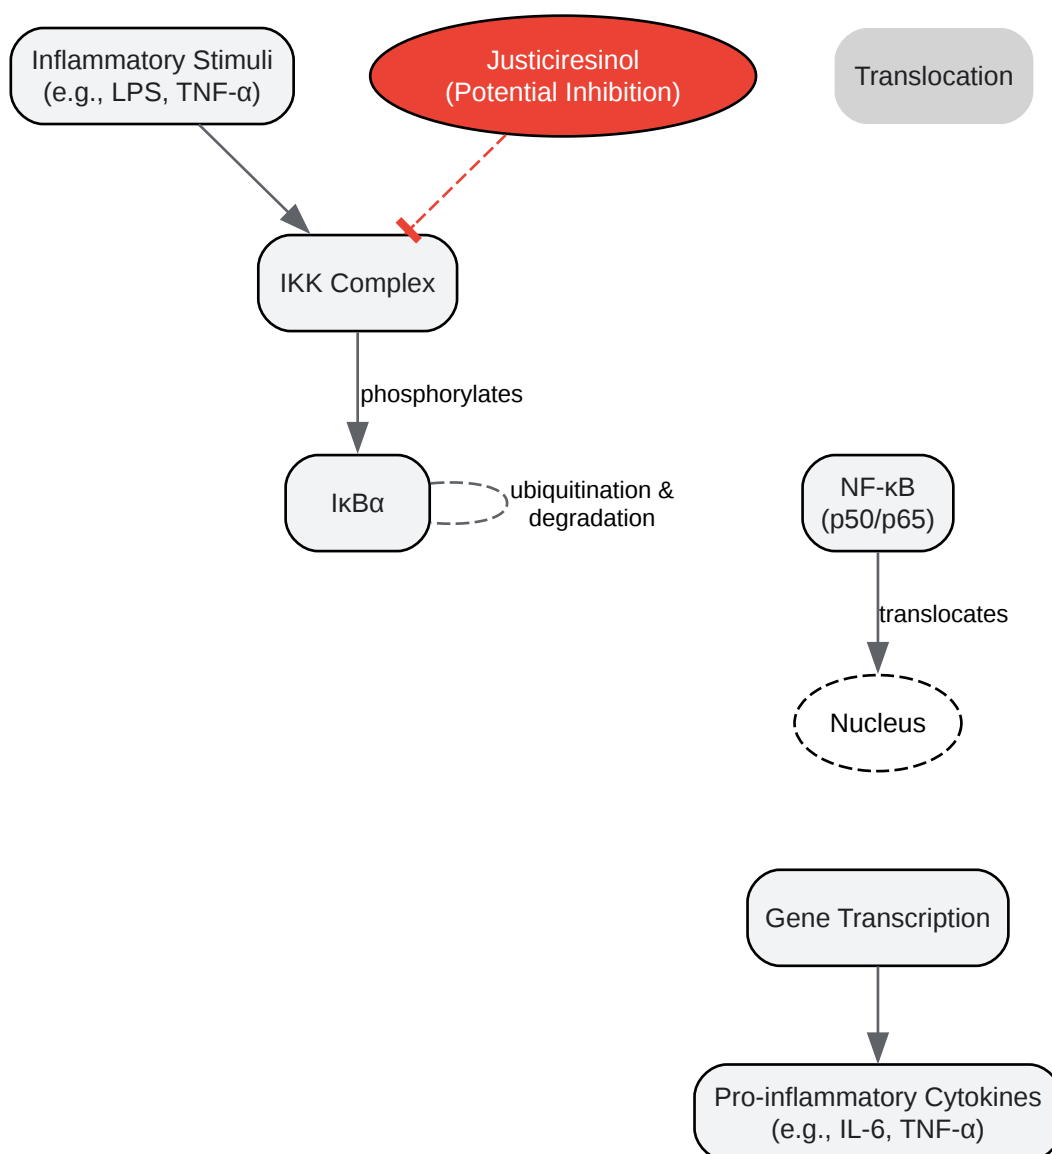 Inflammatory Stimuli
(e.g., LPS, TNF-α)
Justiciresinol
(Potential Inhibition)
Translocation
IKK Complex
phosphorylates
IκBα
ubiquitination &
degradation
NF-κB
(p50/p65)
translocates
Nucleus
Gene Transcription
Pro-inflammatory Cytokines
(e.g., IL-6, TNF-α)